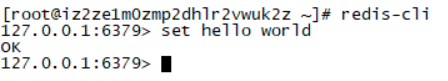 [root@iz2ze1m0zmp2dhlr2vwuk2z ~]# redis-cli
127.0.0.1:6379> set hello world
OK
127.0.0.1:6379>